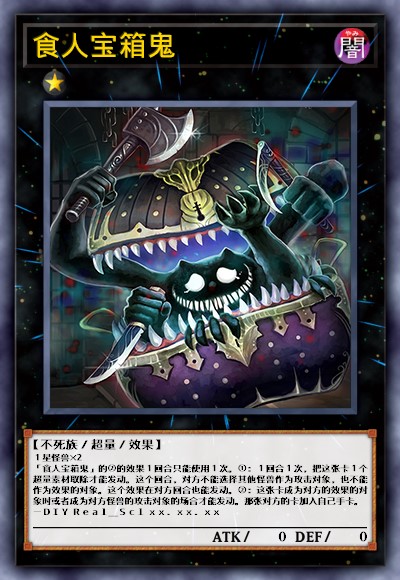 食人宝箱鬼
やみ
闇
【不死族／超量／效果】
１星怪兽×2
「食人宝箱鬼」的②的效果１回合只能使用１次。①：１回合１次，把这张卡１个
超量素材取除才能发动。这个回合，对方不能选择其他怪兽作为攻击对象，也不能
作为效果的对象。这个效果在对方回合也能发动。②：这张卡成为对方的效果的对
象时或者成为对方怪兽的攻击对象的场合才能发动。那张对方的卡加入自己手卡。
－ＤＩＹ Ｒｅａｌ＿Ｓｃｌ ｘｘ．ｘｘ．ｘｘ
ATK／ 0 DEF／ 0